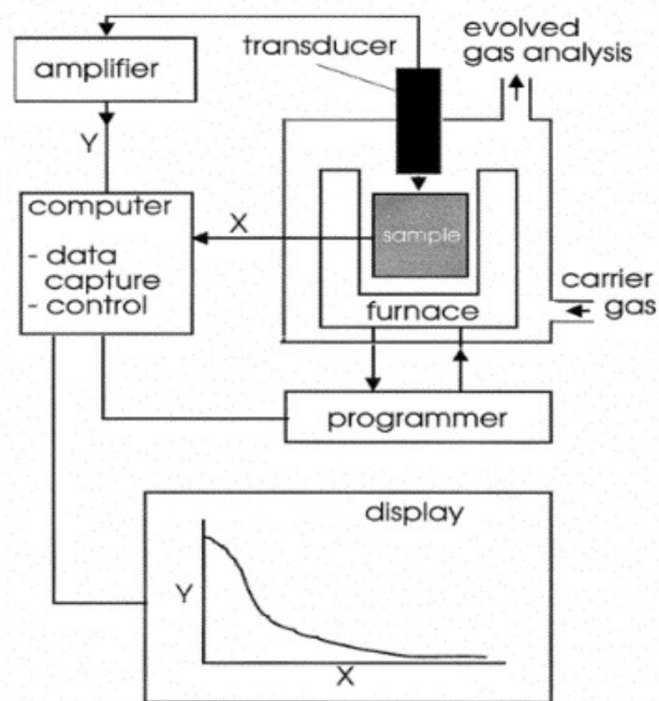 evolved
gas analysis
transducer
amplifier
Y
computer
- data
capture
- control
X
sample
furnace
carrier
gas
programmer
display
Y
X